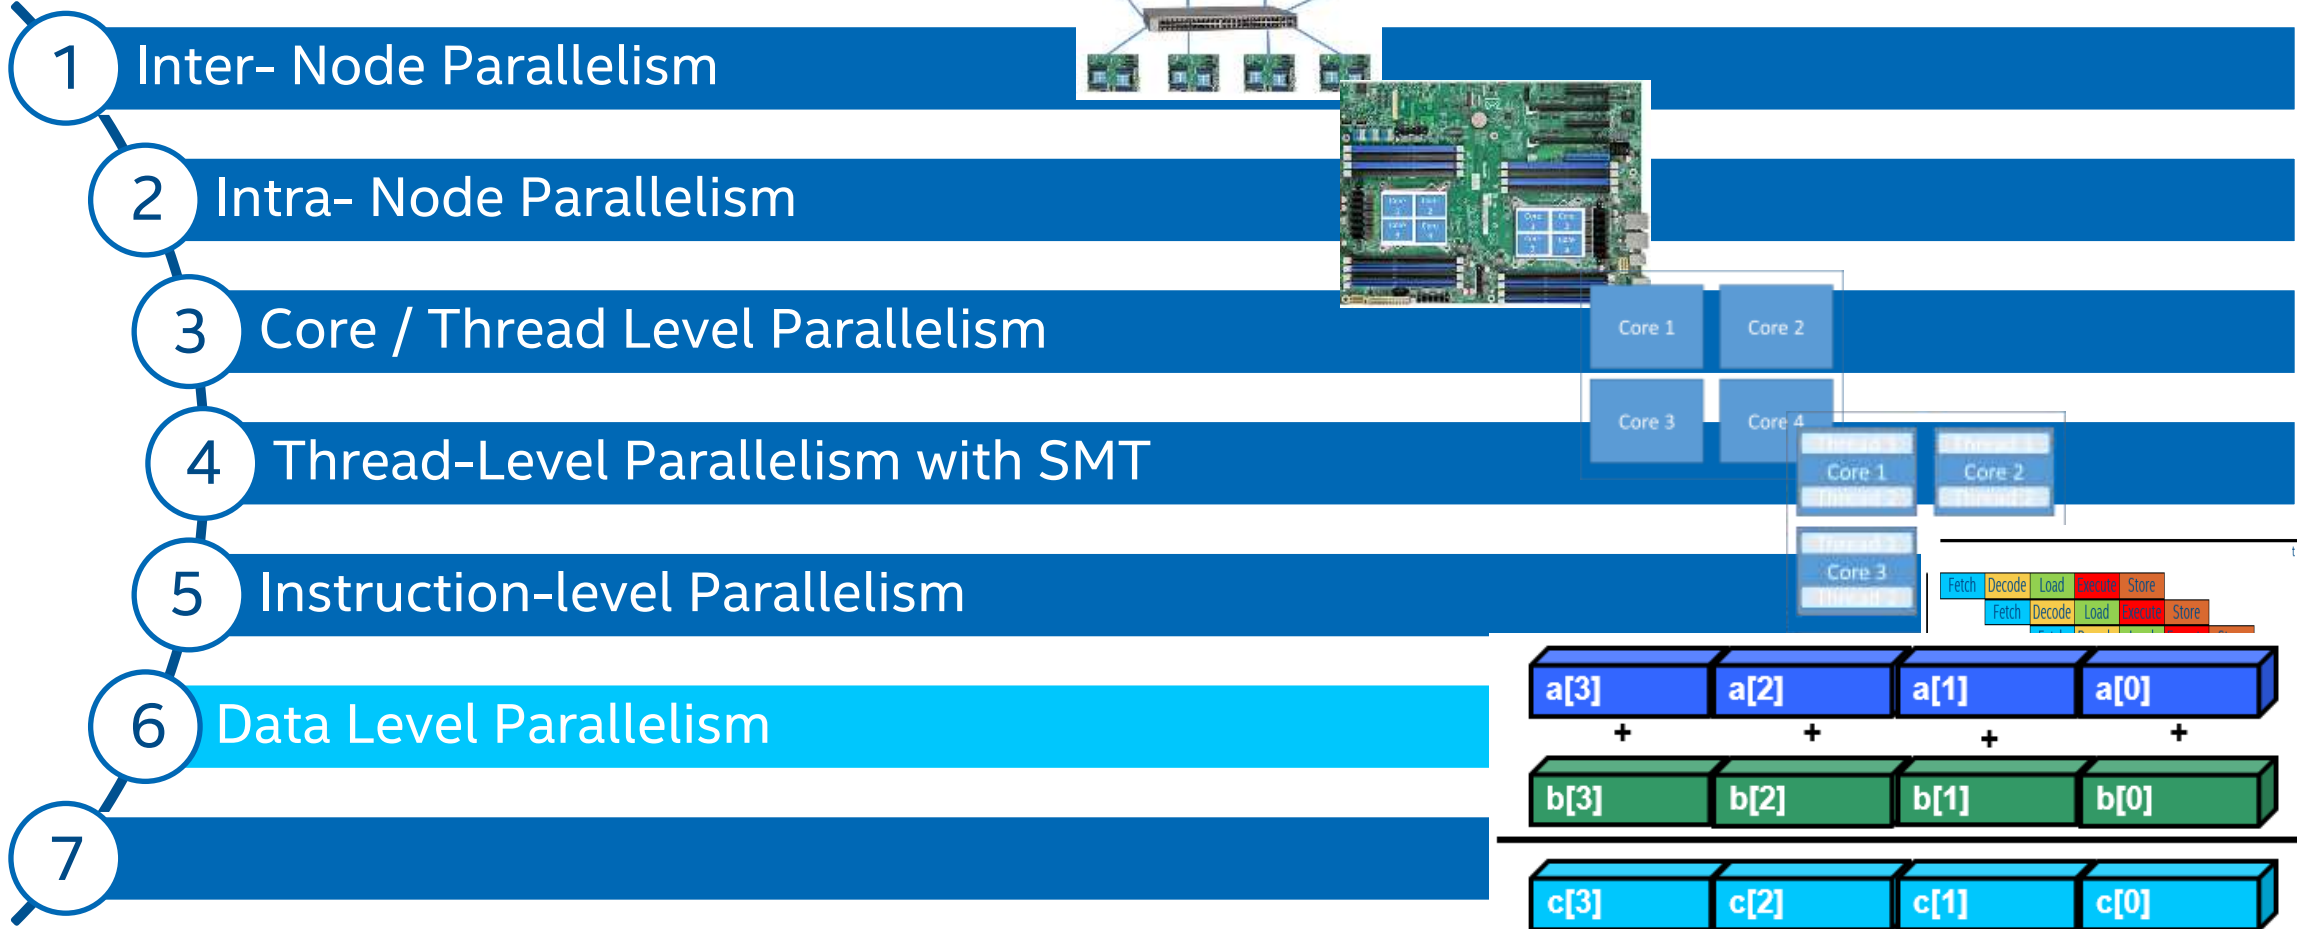 1 Inter- Node Parallelism
2 Intra- Node Parallelism
3 Core / Thread Level Parallelism
Core 1 Core 2
Core 3 Core 4
4 Thread-Level Parallelism with SMT
Core 1 Core 2
Core 3
5 Instruction-level Parallelism
t
Fetch Decode Load Execute Store
Fetch Decode Load Execute Store
6 Data Level Parallelism
a[3] a[2] a[1] a[0]
+ + + +
b[3] b[2] b[1] b[0]
7
c[3] c[2] c[1] c[0]